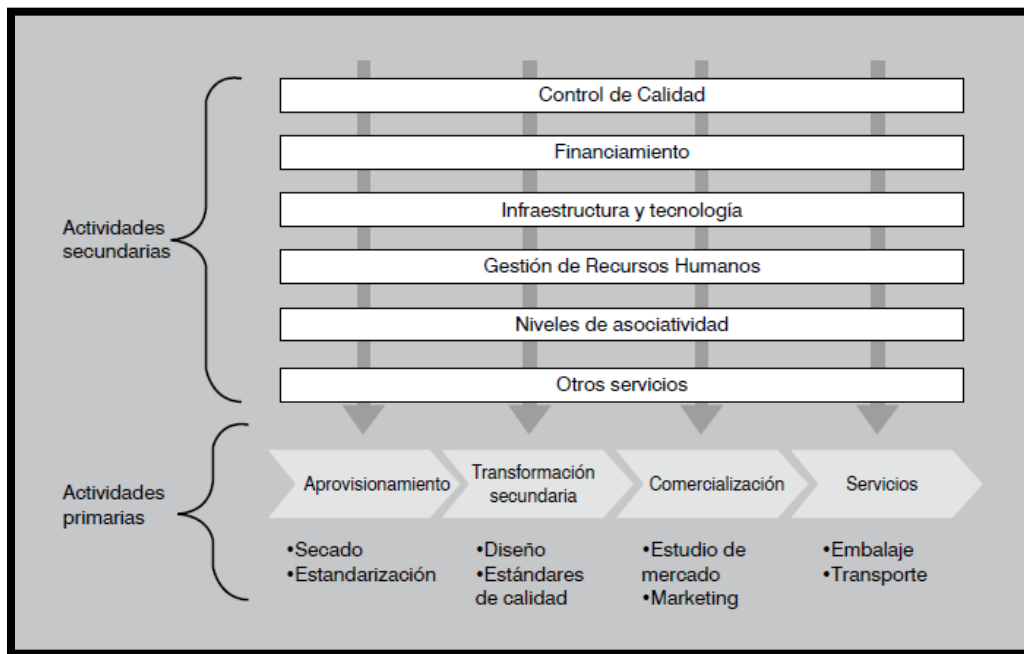 Control de Calidad
Financiamiento
Infraestructura y tecnología
Gestión de Recursos Humanos
Niveles de asociatividad
Otros servicios
Actividades
secundarias
Actividades
primarias
Aprovisionamiento
Transformación
secundaria
Comercialización
Servicios
•Secado
•Estandarización
•Diseño
•Estándares
de calidad
•Estudio de
mercado
•Marketing
•Embalaje
•Transporte